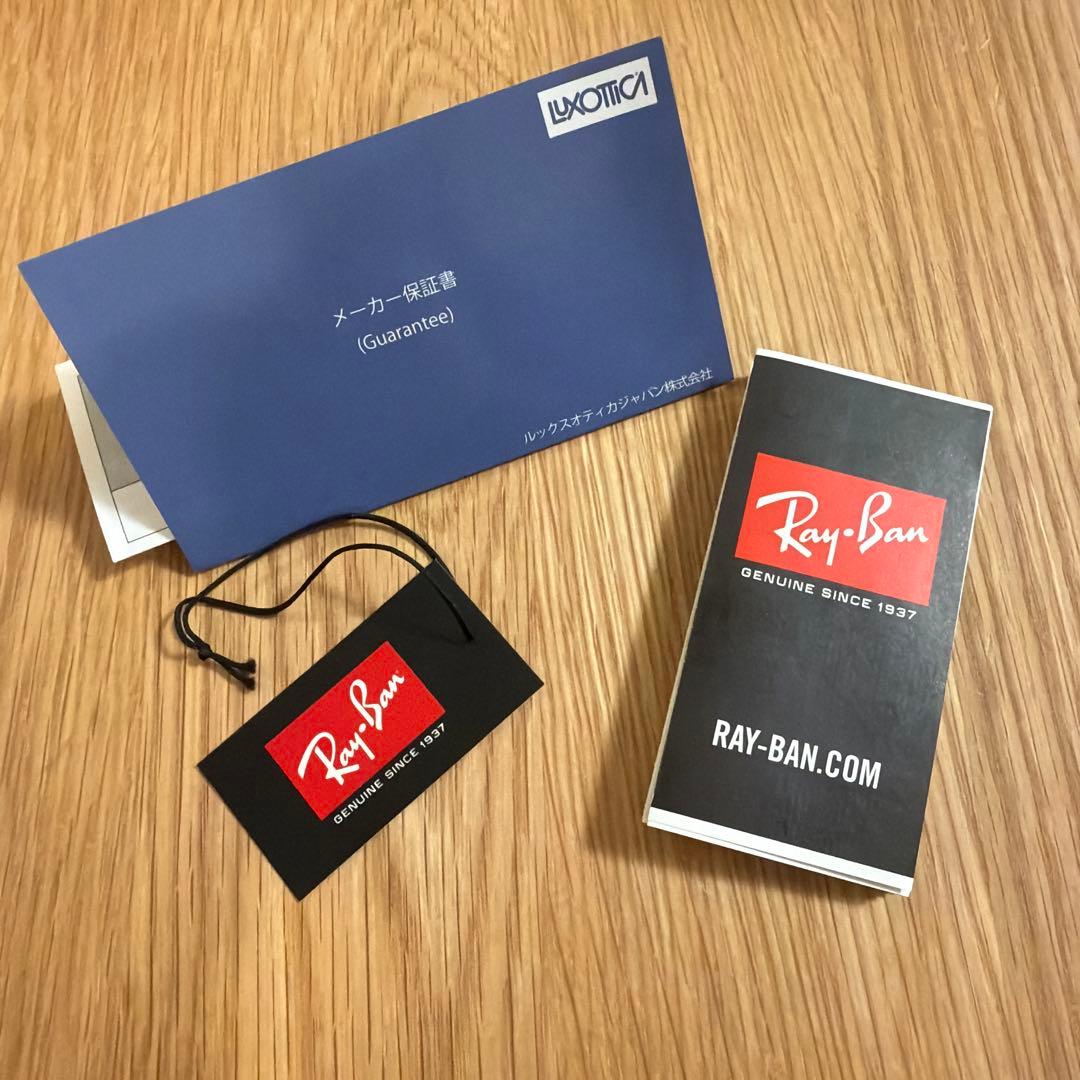 LUXOTTICA
メーカー保証書
(Guarantee)
ルックスオティカジャパン株式会社
Ray-Ban
GENUINE SINCE 1937
RAY-BAN.COM
Ray-Ban
GENUINE SINCE 1937